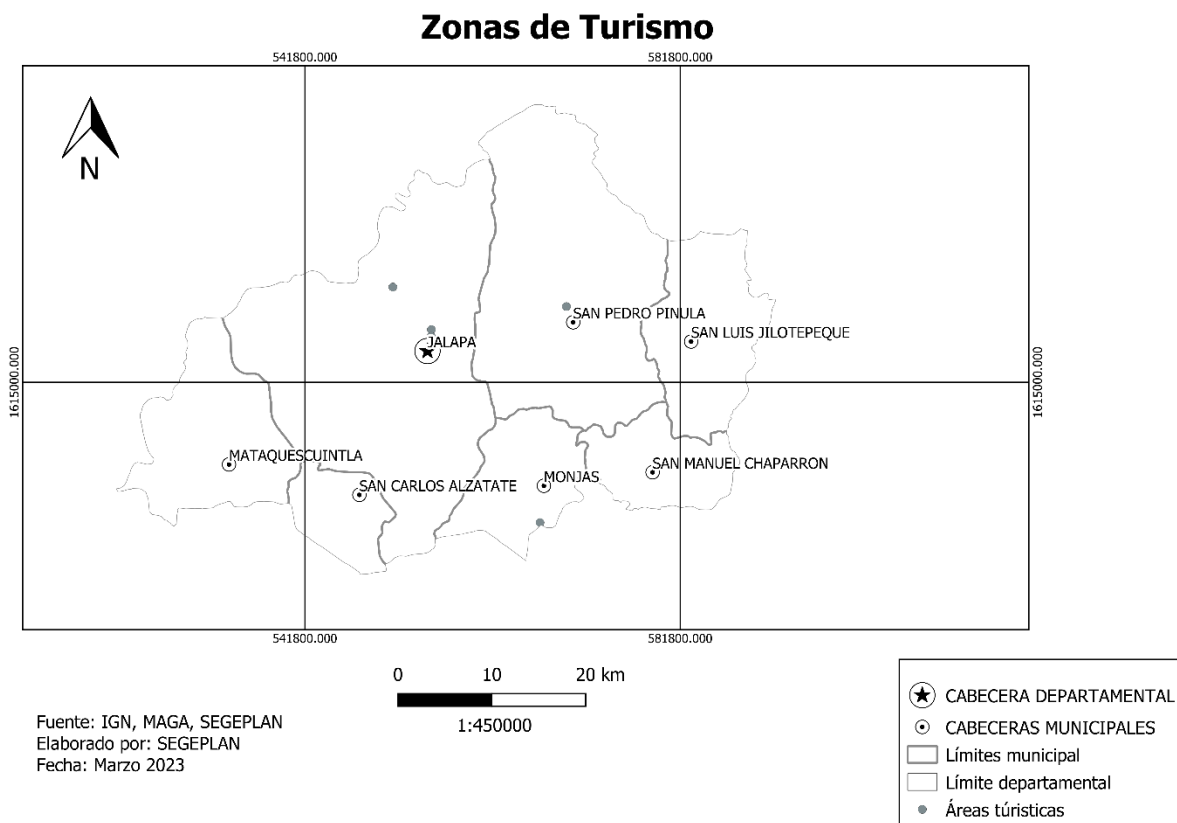 Zonas de Turismo
541800.000
581800.000
N
SAN PEDRO PINULA
SAN LUIS JILOTEPEQUE
JALAPA
1615000.000
1615000.000
MATAQUESCUINTLA
SAN CARLOS ALZATATE
MONJAS
SAN MANUEL CHAPARRON
541800.000
581800.000
0 10 20 km
1:450000
Fuente: IGN, MAGA, SEGEPLAN
Elaborado por: SEGEPLAN
Fecha: Marzo 2023
CABECERA DEPARTAMENTAL
CABECERAS MUNICIPALES
Límites municipal
Límite departamental
Áreas túristicas